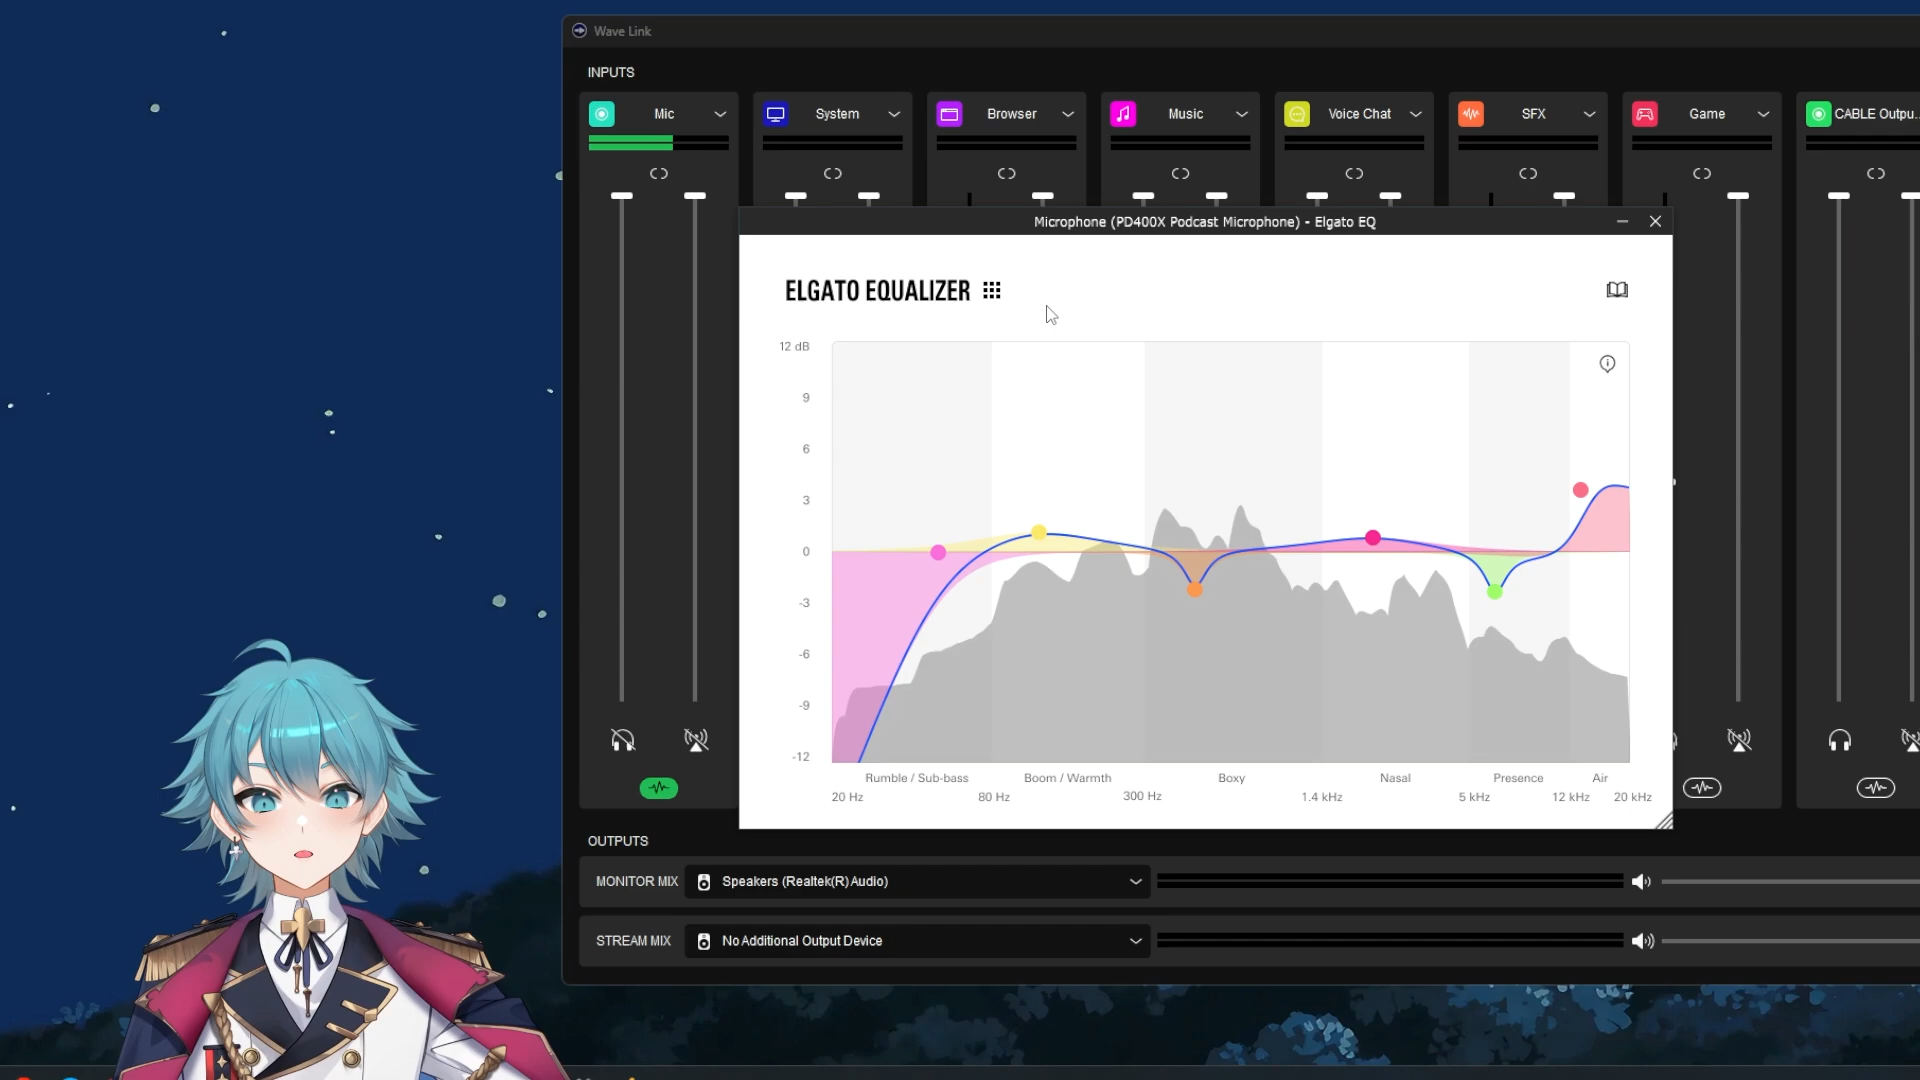 Wave Link
INPUTS
Mic
System
Browser
Music
Voice Chat
SFX
Game
CABLE Outpu...
Microphone (PD400X Podcast Microphone) - Elgato EQ
ELGATO EQUALIZER
12 dB
9
6
3
0
-3
-6
-9
-12
Rumble / Sub-bass
Boom / Warmth
Boxy
Nasal
Presence
Air
20 Hz
80 Hz
300 Hz
1.4 kHz
5 kHz
12 kHz
20 kHz
OUTPUTS
MONITOR MIX
Speakers (Realtek(R) Audio)
STREAM MIX
No Additional Output Device